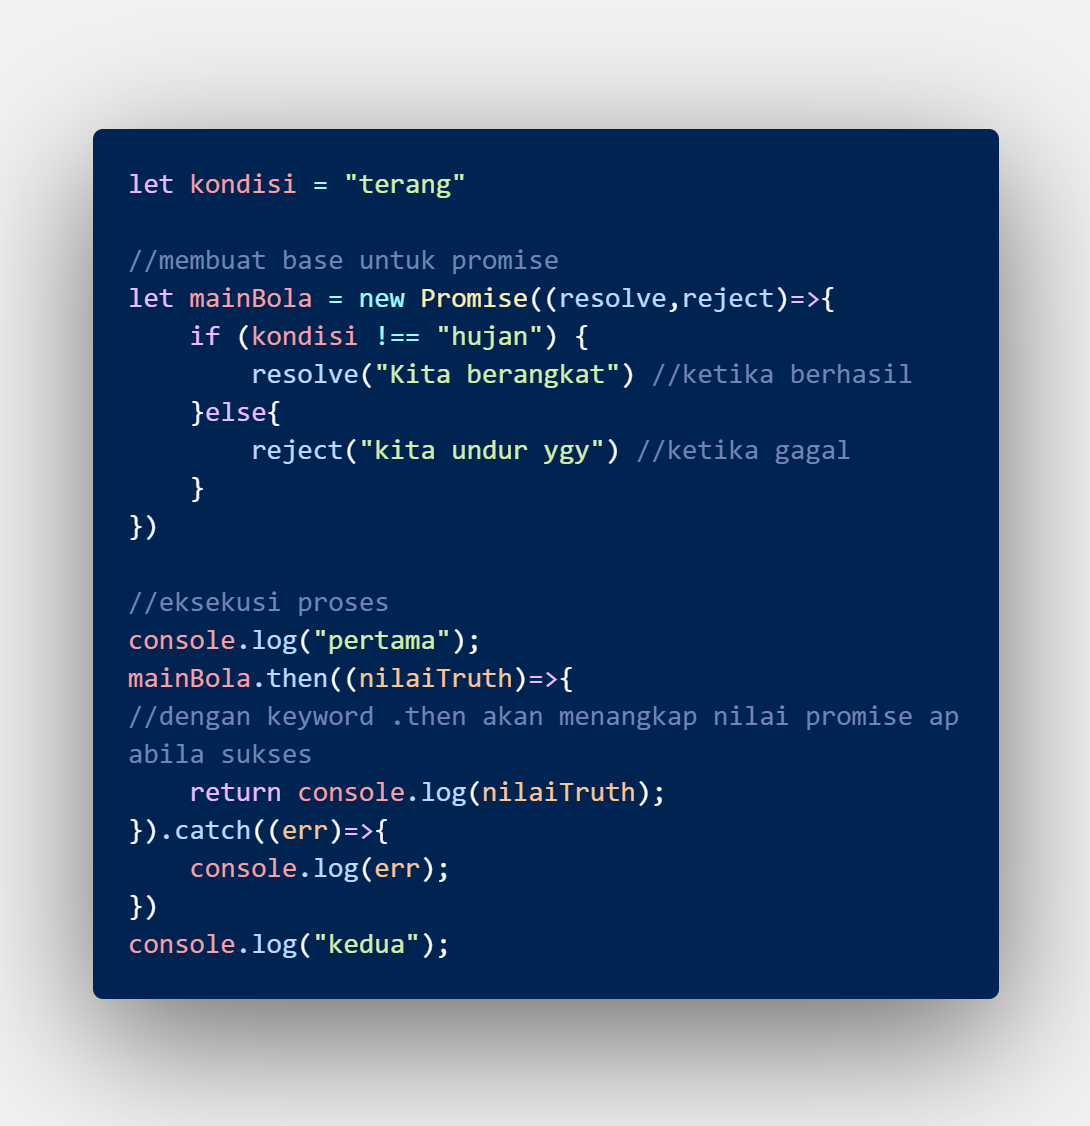 let kondisi = "terang"

//membuat base untuk promise
let mainBola = new Promise((resolve,reject)=>{
    if (kondisi !== "hujan") {
        resolve("Kita berangkat") //ketika berhasil
    }else{
        reject("kita undur ygy") //ketika gagal
    }
})

//eksekusi proses
console.log("pertama");
mainBola.then((nilaiTruth)=>{
//dengan keyword .then akan menangkap nilai promise ap
abila sukses
    return console.log(nilaiTruth);
}).catch((err)=>{
    console.log(err);
})
console.log("kedua");